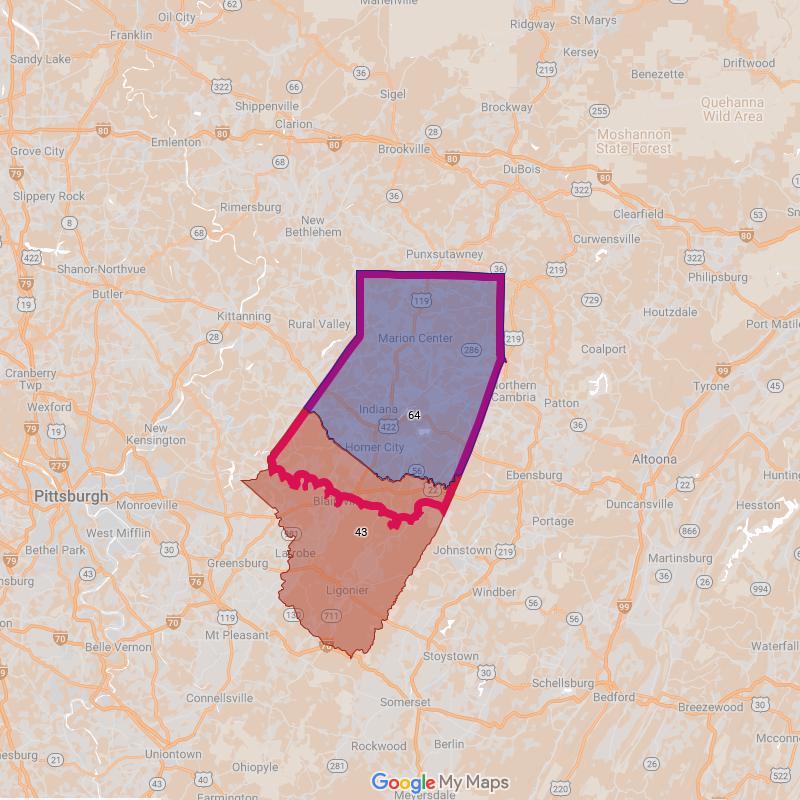 Marienville
Oil City
62
Ridgway
St Marys
Franklin
Kersey
Sandy Lake
36
219
Benezette
Driftwood
322
66
Sigel
Shippenville
Brockway
Quehanna
Wild Area
255
Clarion
28
Moshannon
State Forest
80
80
80
Emlenton
Brookville
80
Grove City
68
DuBois
79
322
80
Slippery Rock
36
Rimersburg
Clearfield
53
8
New
Bethlehem
68
Curwensville
422
Punxsutawney
322
Shanor-Northvue
36
219
Philipsburg
79
Butler
119
19
729
Houtzdale
Kittanning
Rural Valley
Port Matil
28
Marion Center
219
286
Coalport
Cranberry
Twp
79
Northern
Cambria
Tyrone
45
Wexford
Patton
Indiana
64
79
19
New
Kensington
422
36
Homer City
279
56
Altoona
Ebensburg
22
Hunting
22
Pittsburgh
Monroeville
Blairsville
Duncansville
Hesston
West Mifflin
43
Portage
866
Bethel Park
30
Latrobe
Johnstown
219
Martinsburg
Greensburg
43
36
26
76
Ligonier
Windber
994
99
119
130
711
56
56
70
70
Mt Pleasant
76
Waterfall
Belle Vernon
Stoystown
30
Schellsburg
Connellsville
Somerset
Bedford
Breezewood
30
Rockwood
Berlin
Uniontown
21
26
Ohiopyle
281
43
40
Google My Maps
522
220
Farmington
Meyersdale